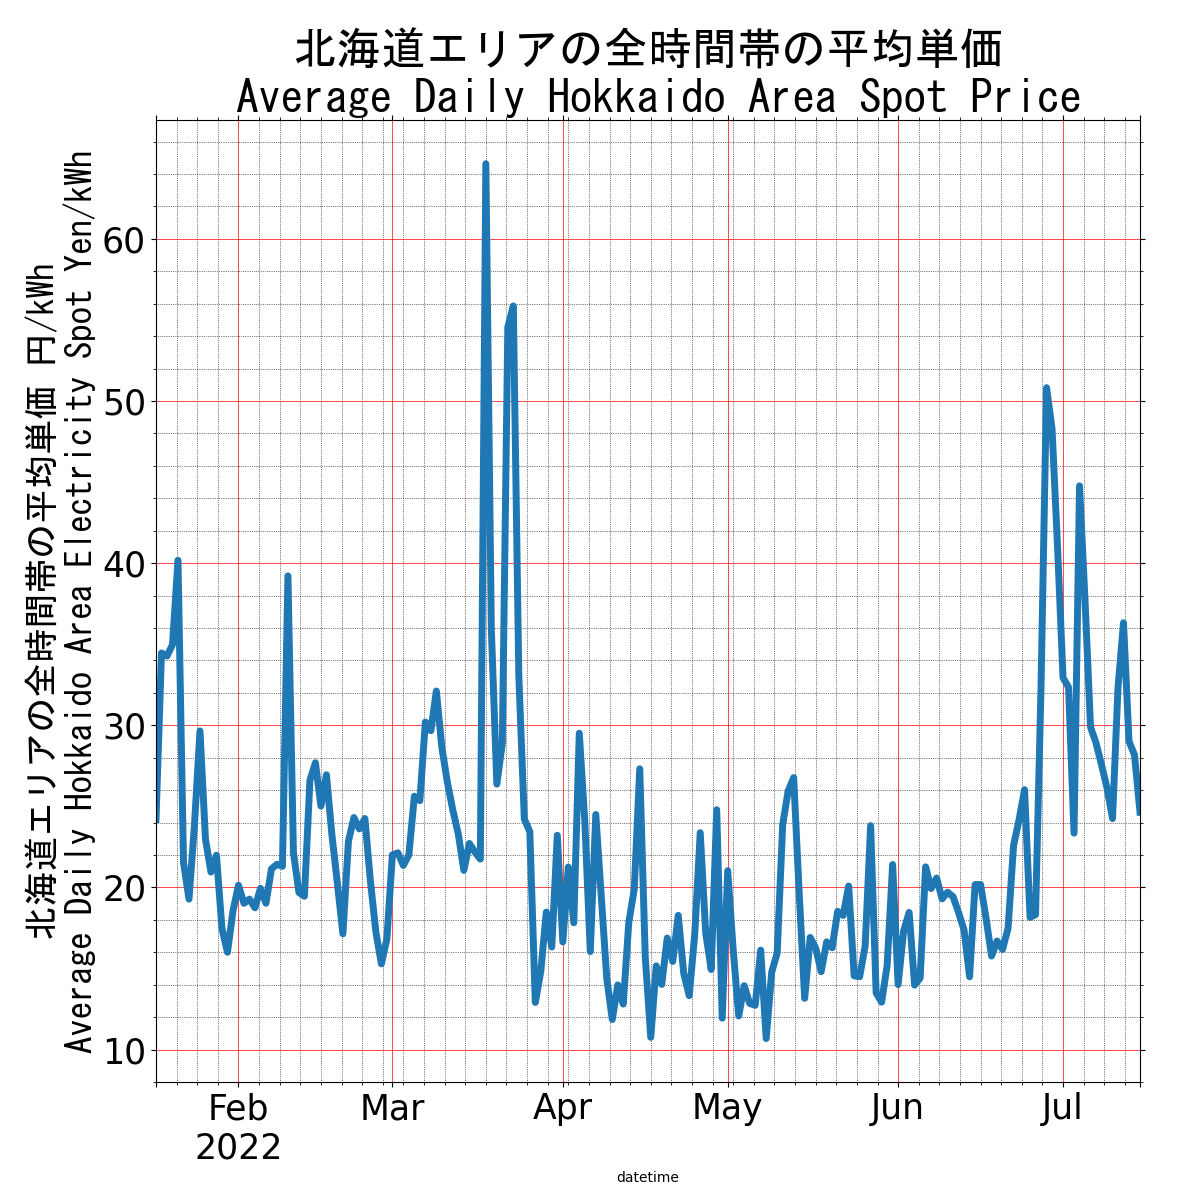 北海道エリアの全時間帯の平均単価
Average Daily Hokkaido Area Spot Price
北海道エリアの全時間帯の平均単価 円/kWh
Average Daily Hokkaido Area Electricity Spot Yen/kWh
60
50
40
30
20
10
Feb
2022
Mar
Apr
May
Jun
Jul
datetime